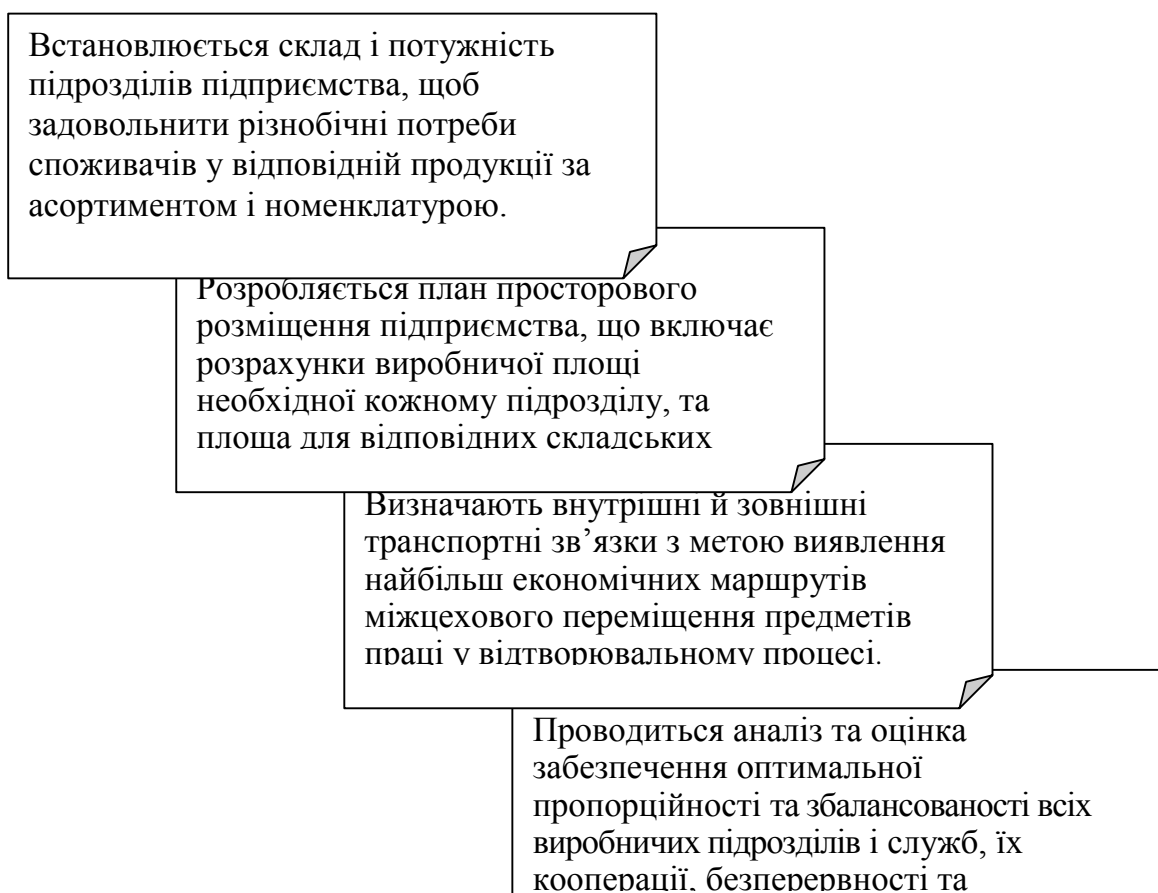 Встановлюється склад і потужність
підрозділів підприємства, щоб
задовольнити різнобічні потреби
споживачів у відповідній продукції за
асортиментом і номенклатурою.
Розробляється план просторового
розміщення підприємства, що включає
розрахунки виробничої площі
необхідної кожному підрозділу, та
площа для відповідних складських
Визначають внутрішні й зовнішні
транспортні зв’язки з метою виявлення
найбільш економічних маршрутів
міжцехового переміщення предметів
праці у відтворювальному процесі.
Проводиться аналіз та оцінка
забезпечення оптимальної
пропорційності та збалансованості всіх
виробничих підрозділів і служб, їх
кооперації, безперервності та